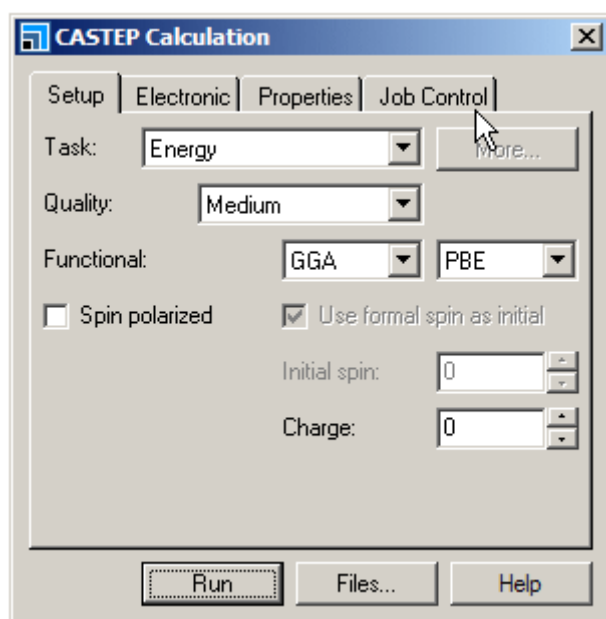 CASTEP Calculation
Setup Electronic Properties Job Control
Task: Energy More...
Quality: Medium
Functional: GGA PBE
Spin polarized Use formal spin as initial
Initial spin: 0
Charge: 0
Run Files... Help